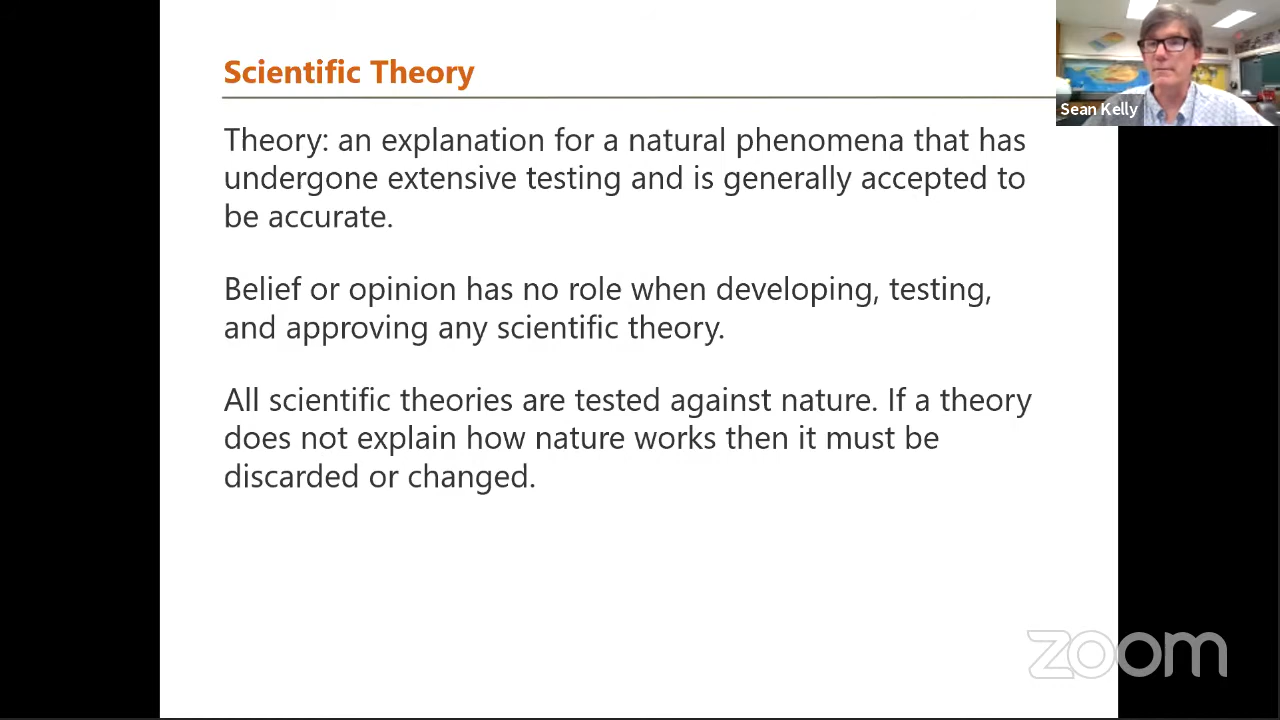 Scientific Theory
Sean Kelly
Theory: an explanation for a natural phenomena that has
undergone extensive testing and is generally accepted to
be accurate.
Belief or opinion has no role when developing, testing,
and approving any scientific theory.
All scientific theories are tested against nature. If a theory
does not explain how nature works then it must be
discarded or changed.
zoom